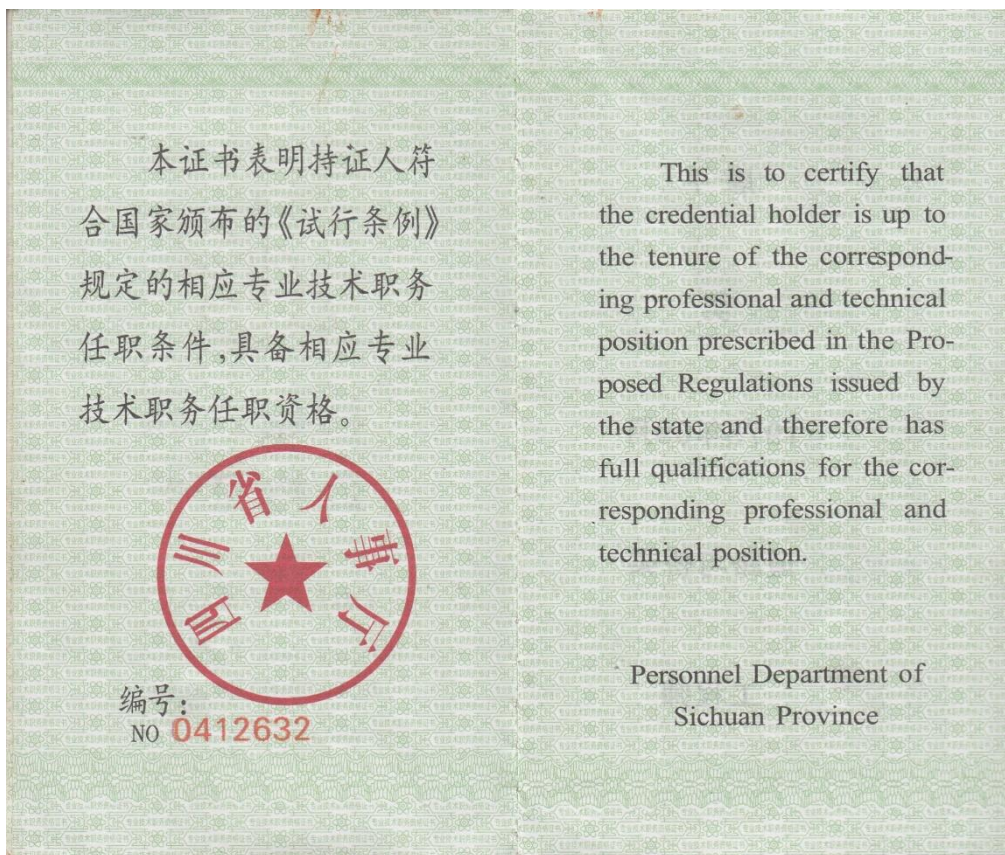 本证书表明持证人符
合国家颁布的《试行条例》
规定的相应专业技术职务
任职条件,具备相应专业
技术职务任职资格。
四川省人事厅
编号:
NO 0412632
This is to certify that
the credential holder is up to
the tenure of the correspond-
ing professional and technical
position prescribed in the Pro-
posed Regulations issued by
the state and therefore has
full qualifications for the cor-
responding professional and
technical position.
Personnel Department of
Sichuan Province